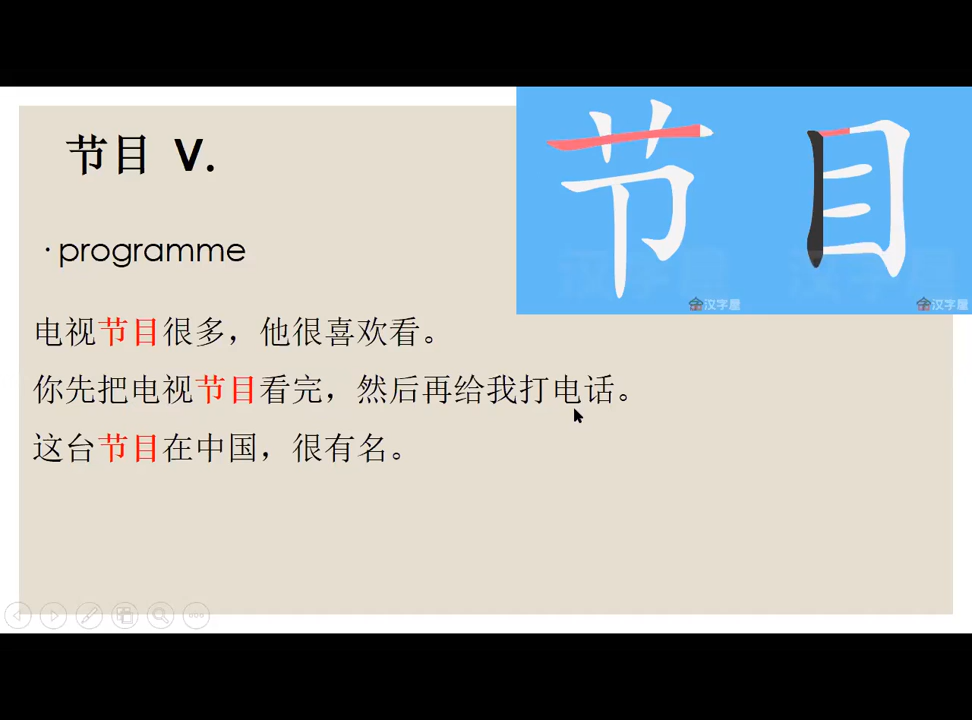 节目 V.
节目
·programme
汉字屋 汉字屋
电视节目很多，他很喜欢看。
你先把电视节目看完，然后再给我打电话。
这台节目在中国，很有名。